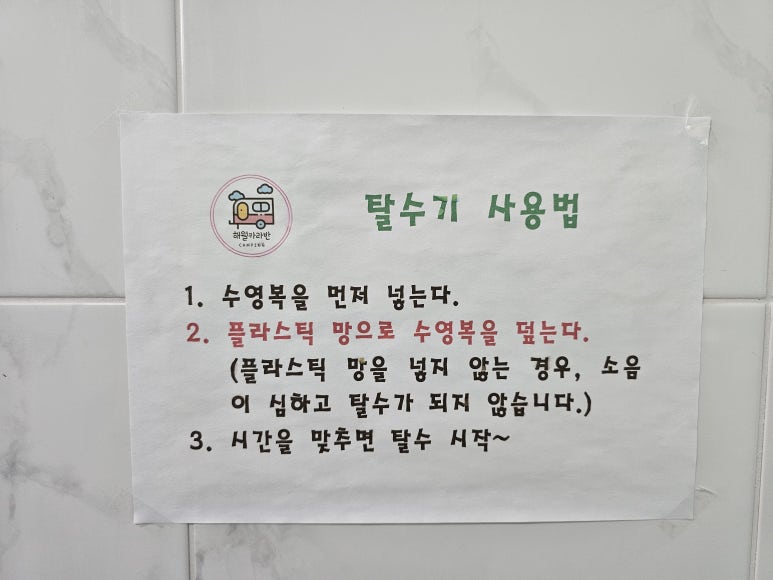 탈수기 사용법
해월카라반
CAMPING
1. 수영복을 먼저 넣는다.
2. 플라스틱 망으로 수영복을 덮는다.
(플라스틱 망을 넣지 않는 경우, 소음
이 심하고 탈수가 되지 않습니다.)
3. 시간을 맞추면 탈수 시작~